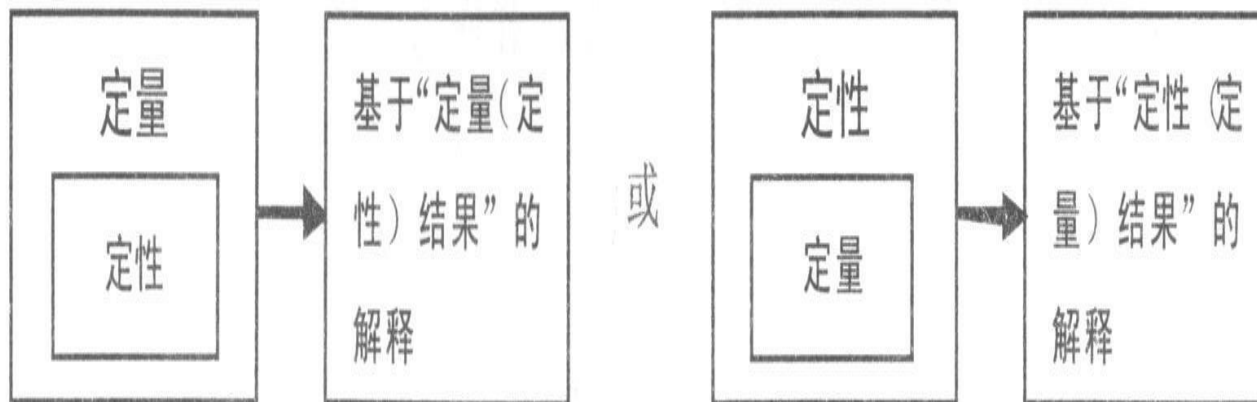 定量
定性
基于“定量（定
性）结果”的
解释
或
定性
定量
基于“定性（定
量）结果”的
解释